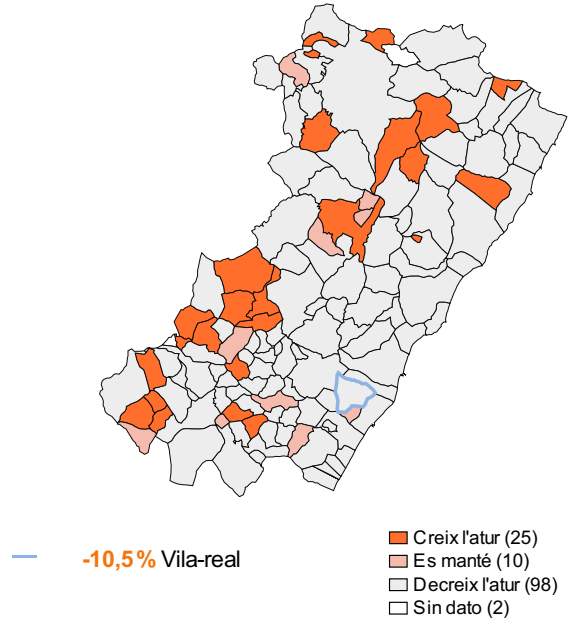 -10,5% Vila-real
Creix l'atur (25)
Es manté (10)
Decreix l'atur (98)
Sin dato (2)